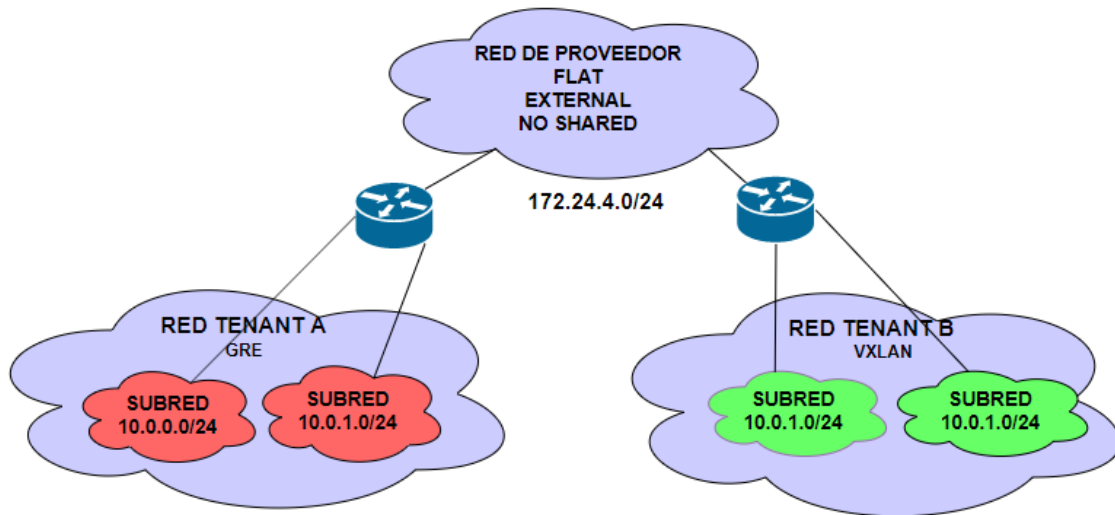 RED DE PROVEEDOR
FLAT
EXTERNAL
NO SHARED
172.24.4.0/24
RED TENANT A
GRE
SUBRED
10.0.0.0/24
SUBRED
10.0.1.0/24
RED TENANT B
VXLAN
SUBRED
10.0.1.0/24
SUBRED
10.0.1.0/24